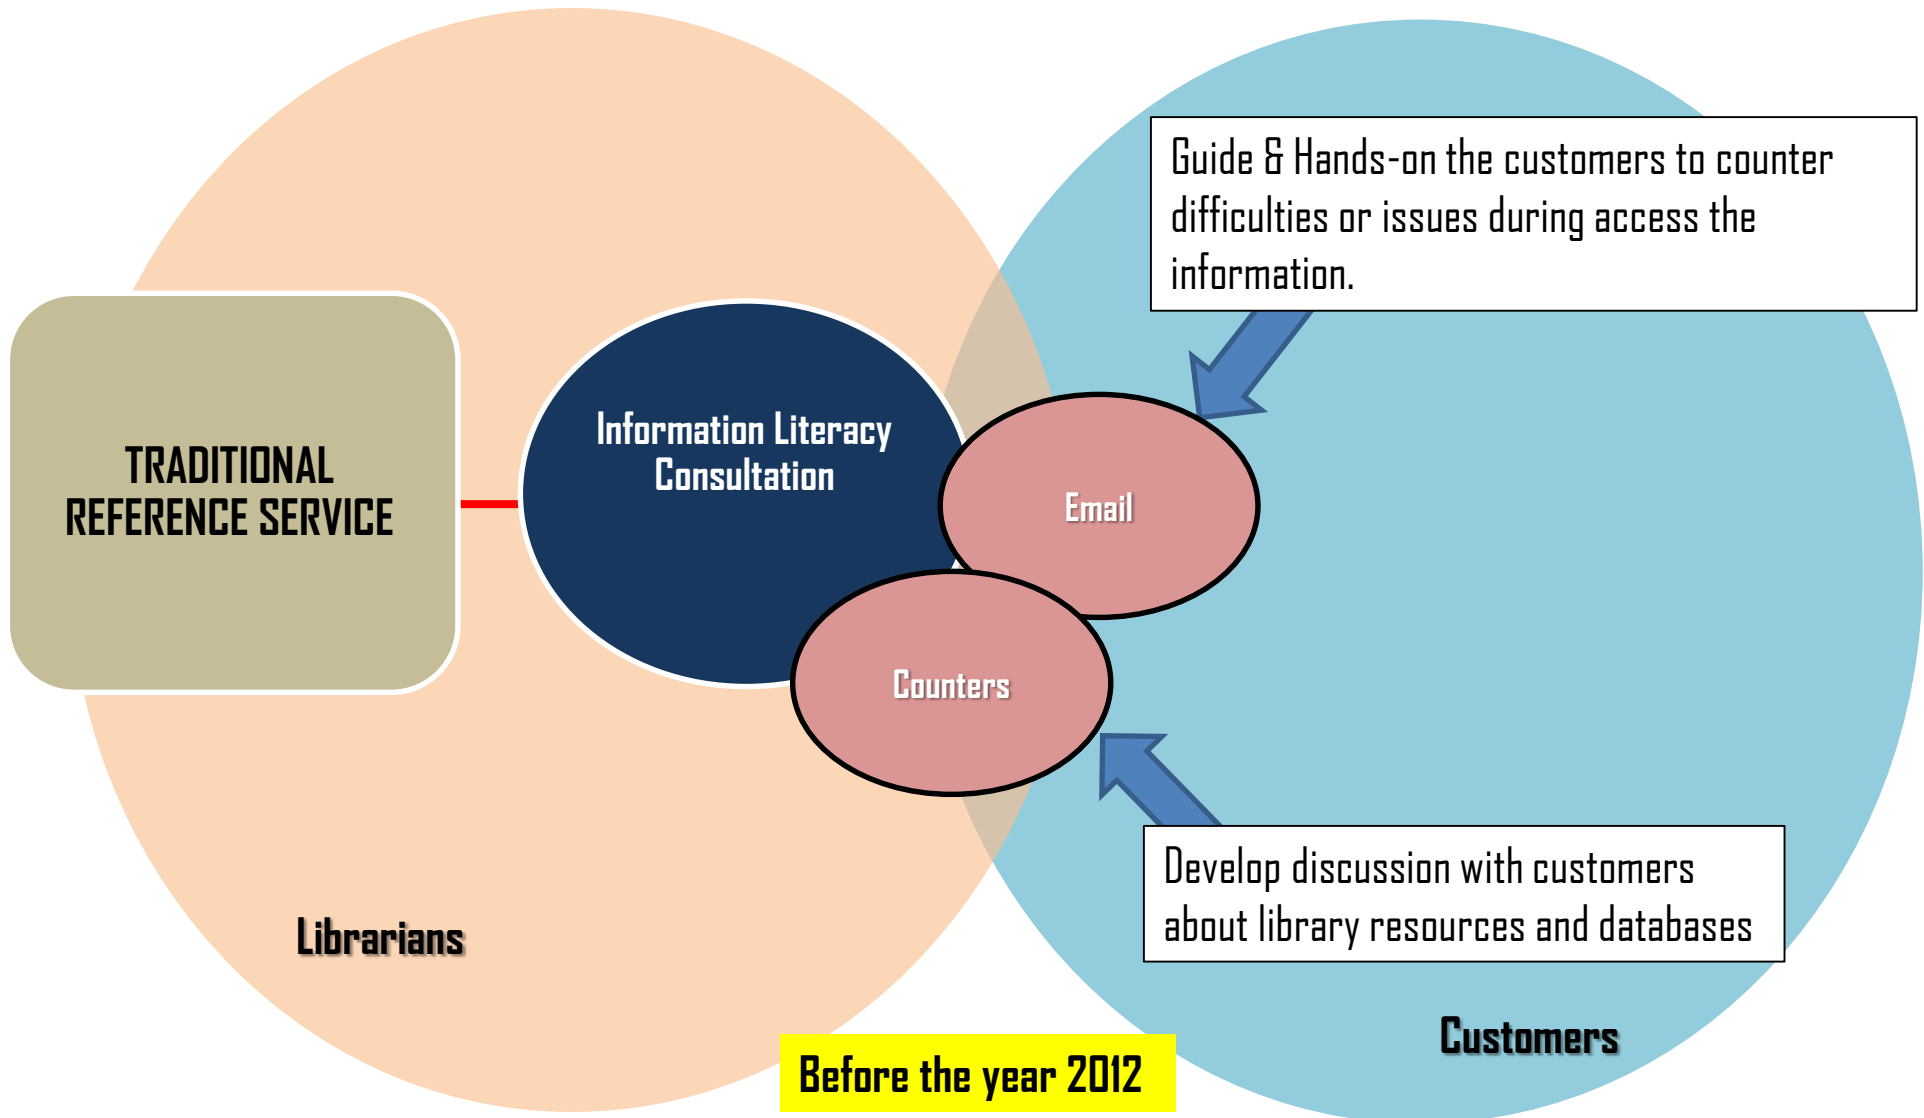 Guide & Hands-on the customers to counter
difficulties or issues during access the
information.
TRADITIONAL
REFERENCE SERVICE
Information Literacy
Consultation
Email
Counters
Develop discussion with customers
about library resources and databases
Librarians
Customers
Before the year 2012